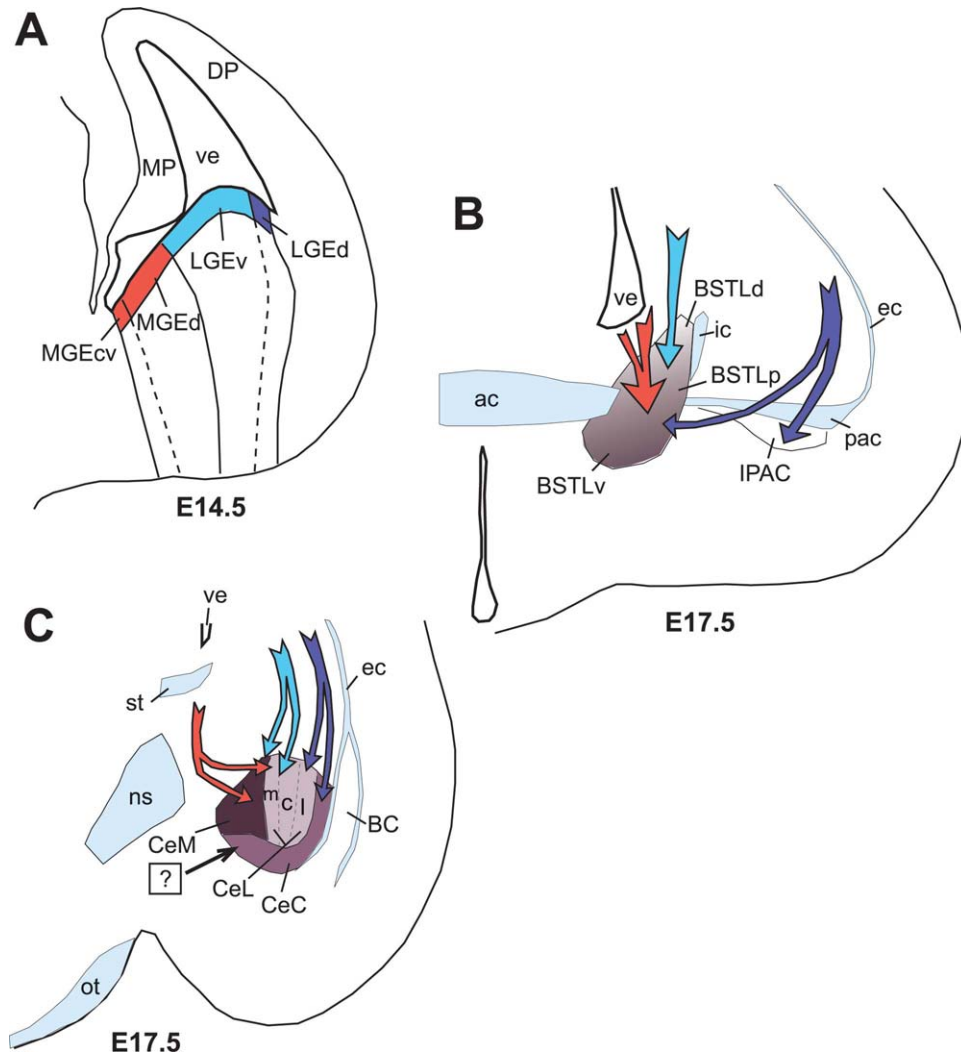 A
DP
ve
MP
LGEv
LGEd
MGEd
MGEcv
E14.5
B
ve
BSTLd
ic
ec
BSTLp
ac
pac
IPAC
BSTLv
E17.5
C
ve
st
ec
ns
m
c
l
CeM
BC
?
CeL
CeC
ot
E17.5